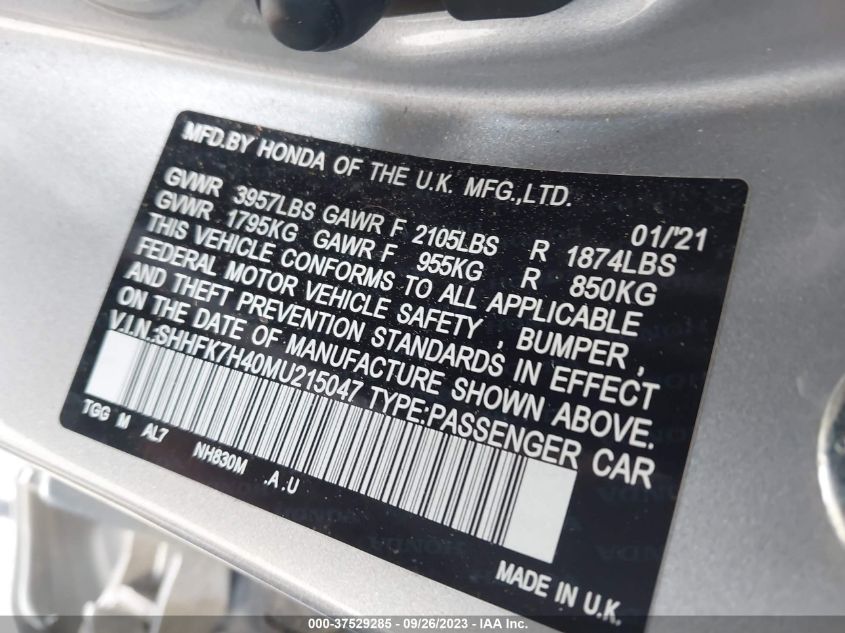 MFD.BY HONDA OF THE U.K. MFG.,LTD.
01/'21
GVWR 3957LBS GAWR F 2105LBS R 1874LBS
GVWR 1795KG GAWR F 955KG R 850KG
THIS VEHICLE CONFORMS TO ALL APPLICABLE
FEDERAL MOTOR VEHICLE SAFETY , BUMPER ,
AND THEFT PREVENTION STANDARDS IN EFFECT
ON THE DATE OF MANUFACTURE SHOWN ABOVE.
V.I.N.:SHHFK7H40MU215047 TYPE:PASSENGER CAR
TGG M AL7 NH830M .A .U
MADE IN U.K.
000-37529285 - 09/26/2023 - Copyright IAA, Inc.